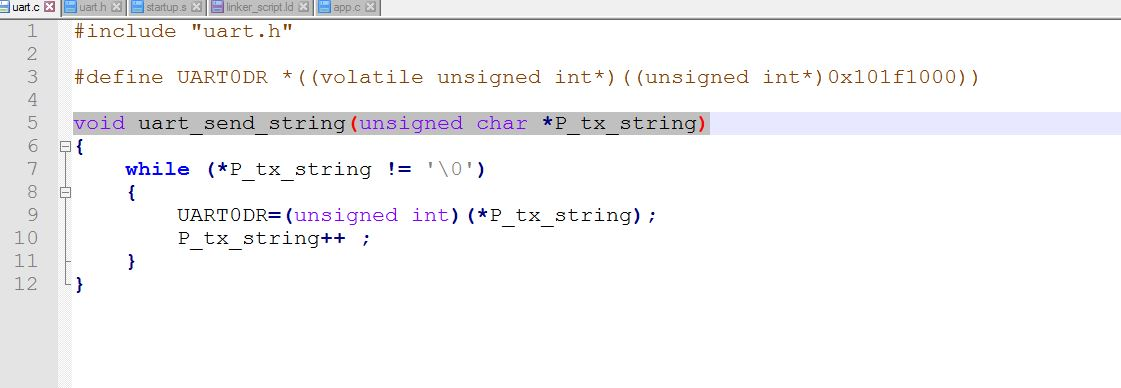 uart.c uart.h startup.s linker_script.ld app.c
1 #include "uart.h"
2
3 #define UART0DR *((volatile unsigned int*)((unsigned int*)0x101f1000))
4
5 void uart_send_string(unsigned char *P_tx_string)
6 {
7 while (*P_tx_string != '\0')
8 {
9 UART0DR=(unsigned int)(*P_tx_string);
10 P_tx_string++ ;
11 }
12 }